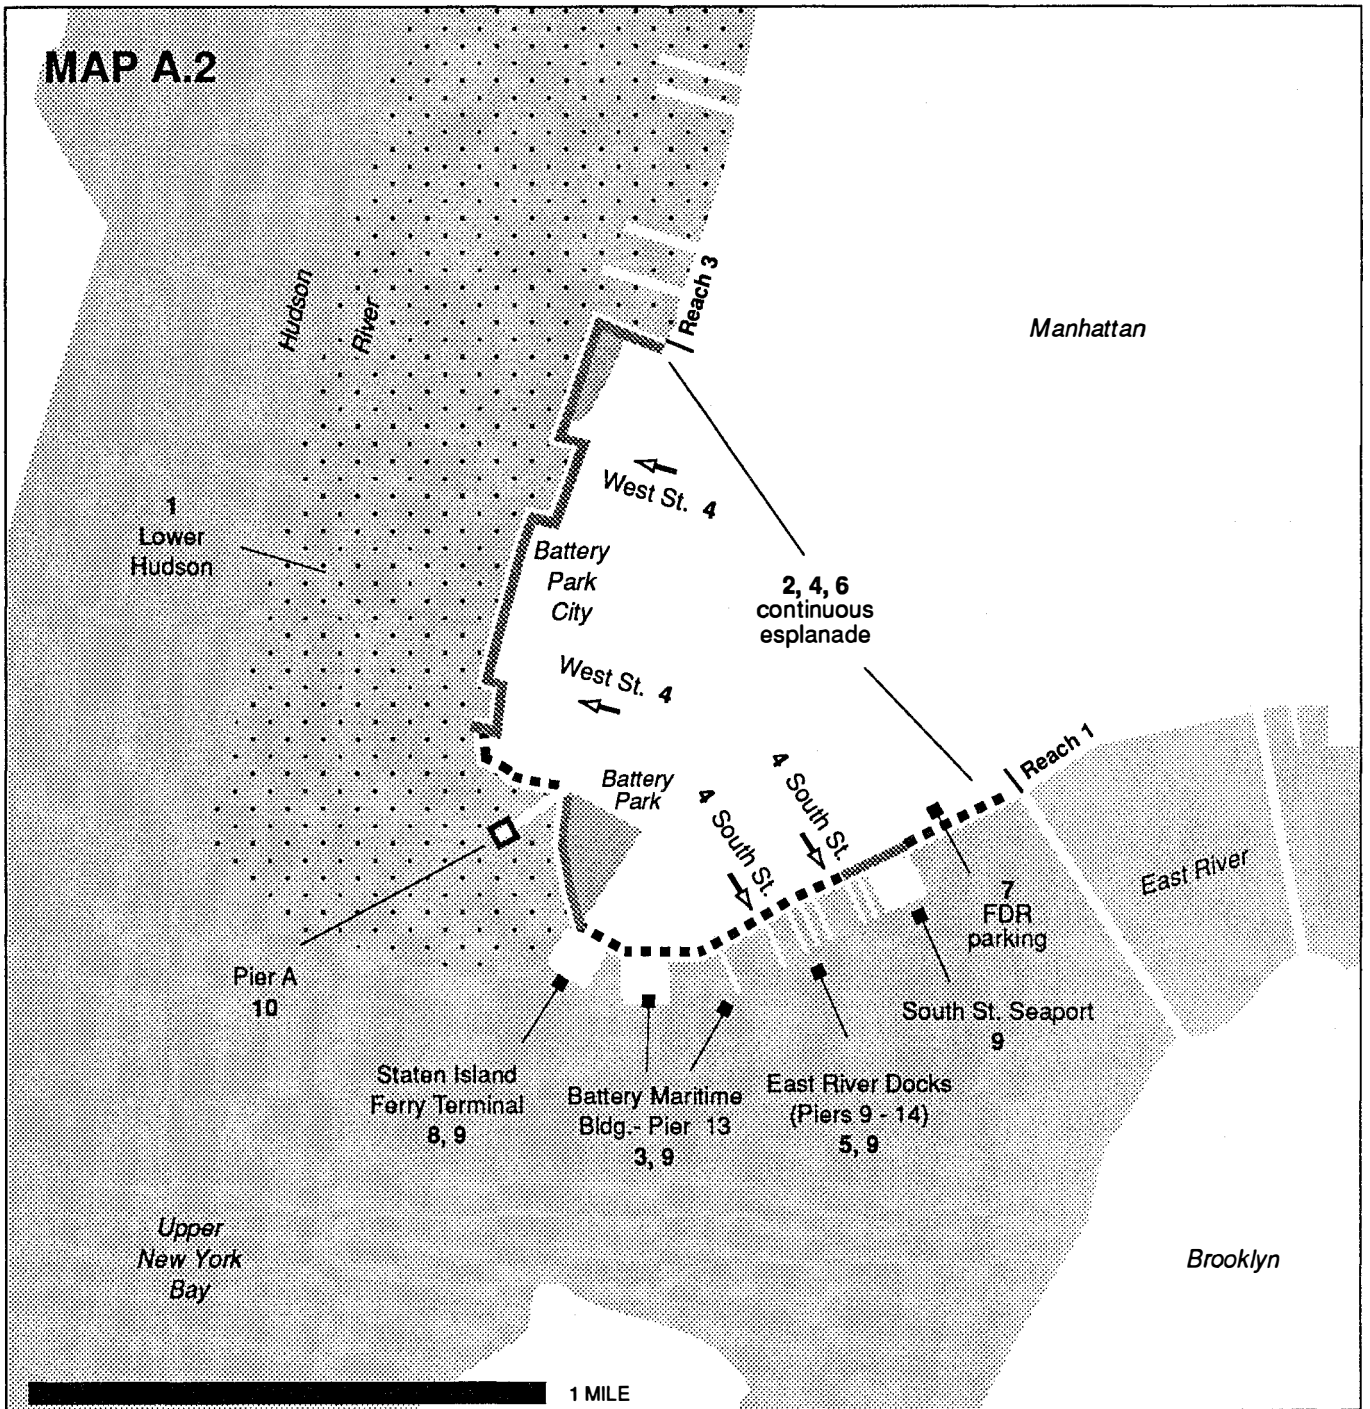 MAP A.2
Reach 3
Hudson
River
Manhattan
West St. 4
1
Lower
Hudson
Battery
Park
City
2, 4, 6
continuous
esplanade
West St. 4
Reach 1
Battery
Park
4 South St.
4 South St.
East River
7
FDR
parking
Pier A
10
South St. Seaport
9
Staten Island
Ferry Terminal
8, 9
Battery Maritime
Bldg.- Pier 13
3, 9
East River Docks
(Piers 9 - 14)
5, 9
Upper
New York
Bay
Brooklyn
1 MILE